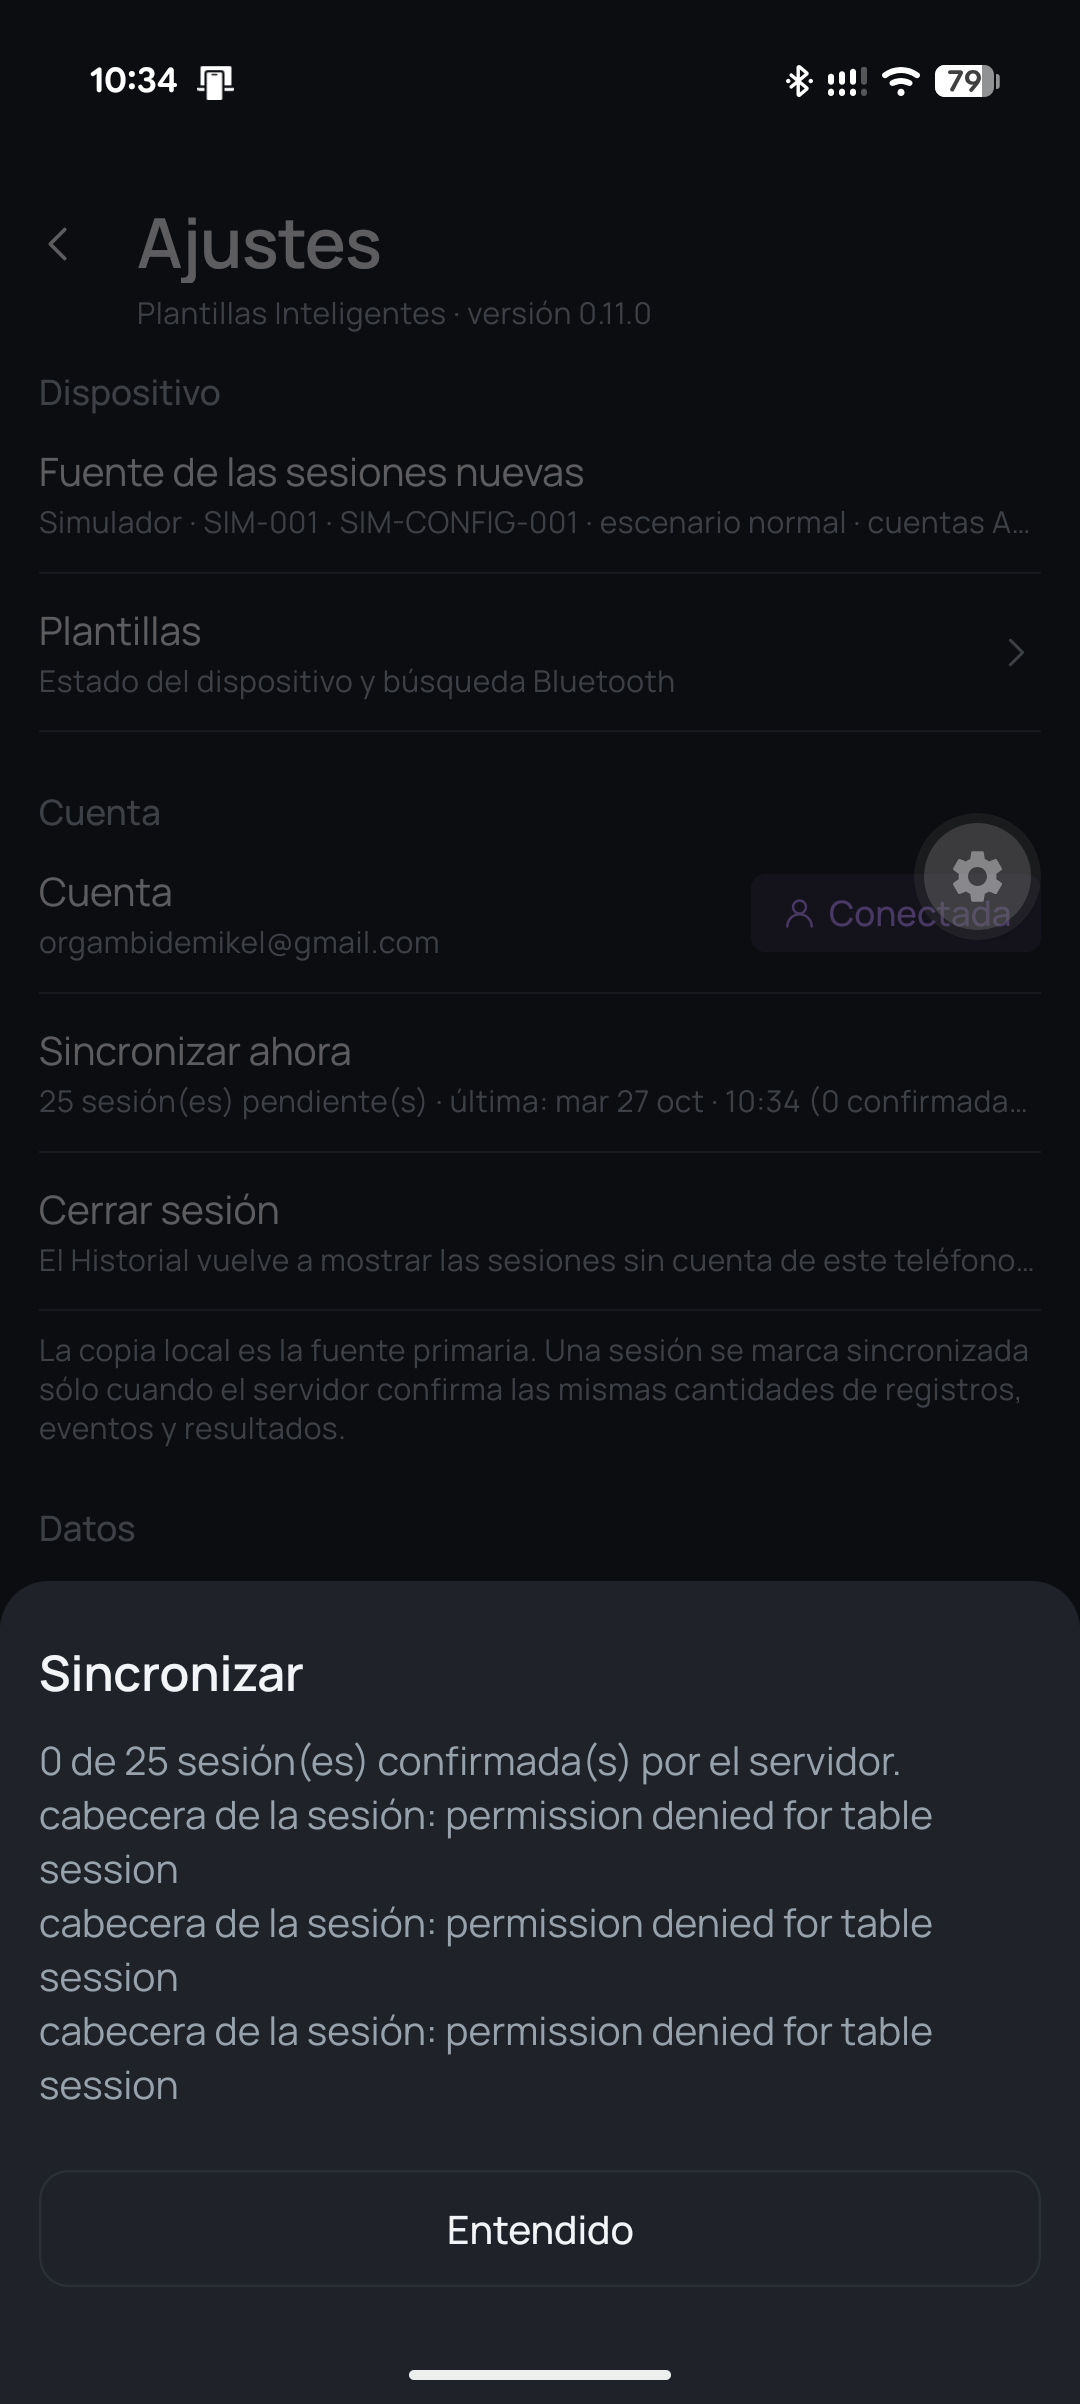 10:34
79
Ajustes
Plantillas Inteligentes · versión 0.11.0
Dispositivo
Fuente de las sesiones nuevas
Simulador · SIM-001 · SIM-CONFIG-001 · escenario normal · cuentas A…
Plantillas
Estado del dispositivo y búsqueda Bluetooth
Cuenta
Cuenta
orgambidemikel@gmail.com
Conectada
Sincronizar ahora
25 sesión(es) pendiente(s) · última: mar 27 oct · 10:34 (0 confirmada…
Cerrar sesión
El Historial vuelve a mostrar las sesiones sin cuenta de este teléfono…
La copia local es la fuente primaria. Una sesión se marca sincronizada
sólo cuando el servidor confirma las mismas cantidades de registros,
eventos y resultados.
Datos
Sincronizar
0 de 25 sesión(es) confirmada(s) por el servidor.
cabecera de la sesión: permission denied for table
session
cabecera de la sesión: permission denied for table
session
cabecera de la sesión: permission denied for table
session
Entendido